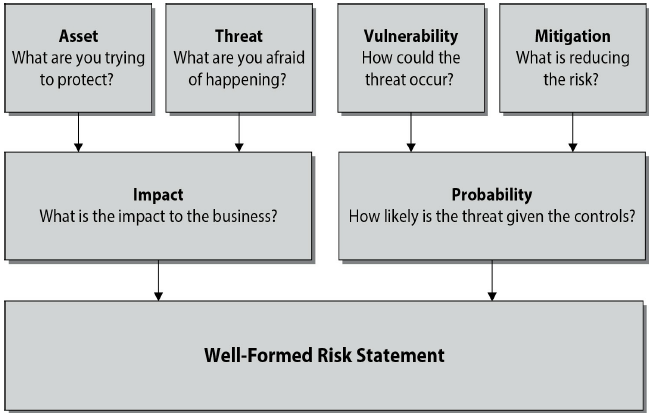 Asset
What are you trying
to protect?
Threat
What are you afraid
of happening?
Vulnerability
How could the
threat occur?
Mitigation
What is reducing
the risk?
Impact
What is the impact to the business?
Probability
How likely is the threat given the controls?
Well-Formed Risk Statement